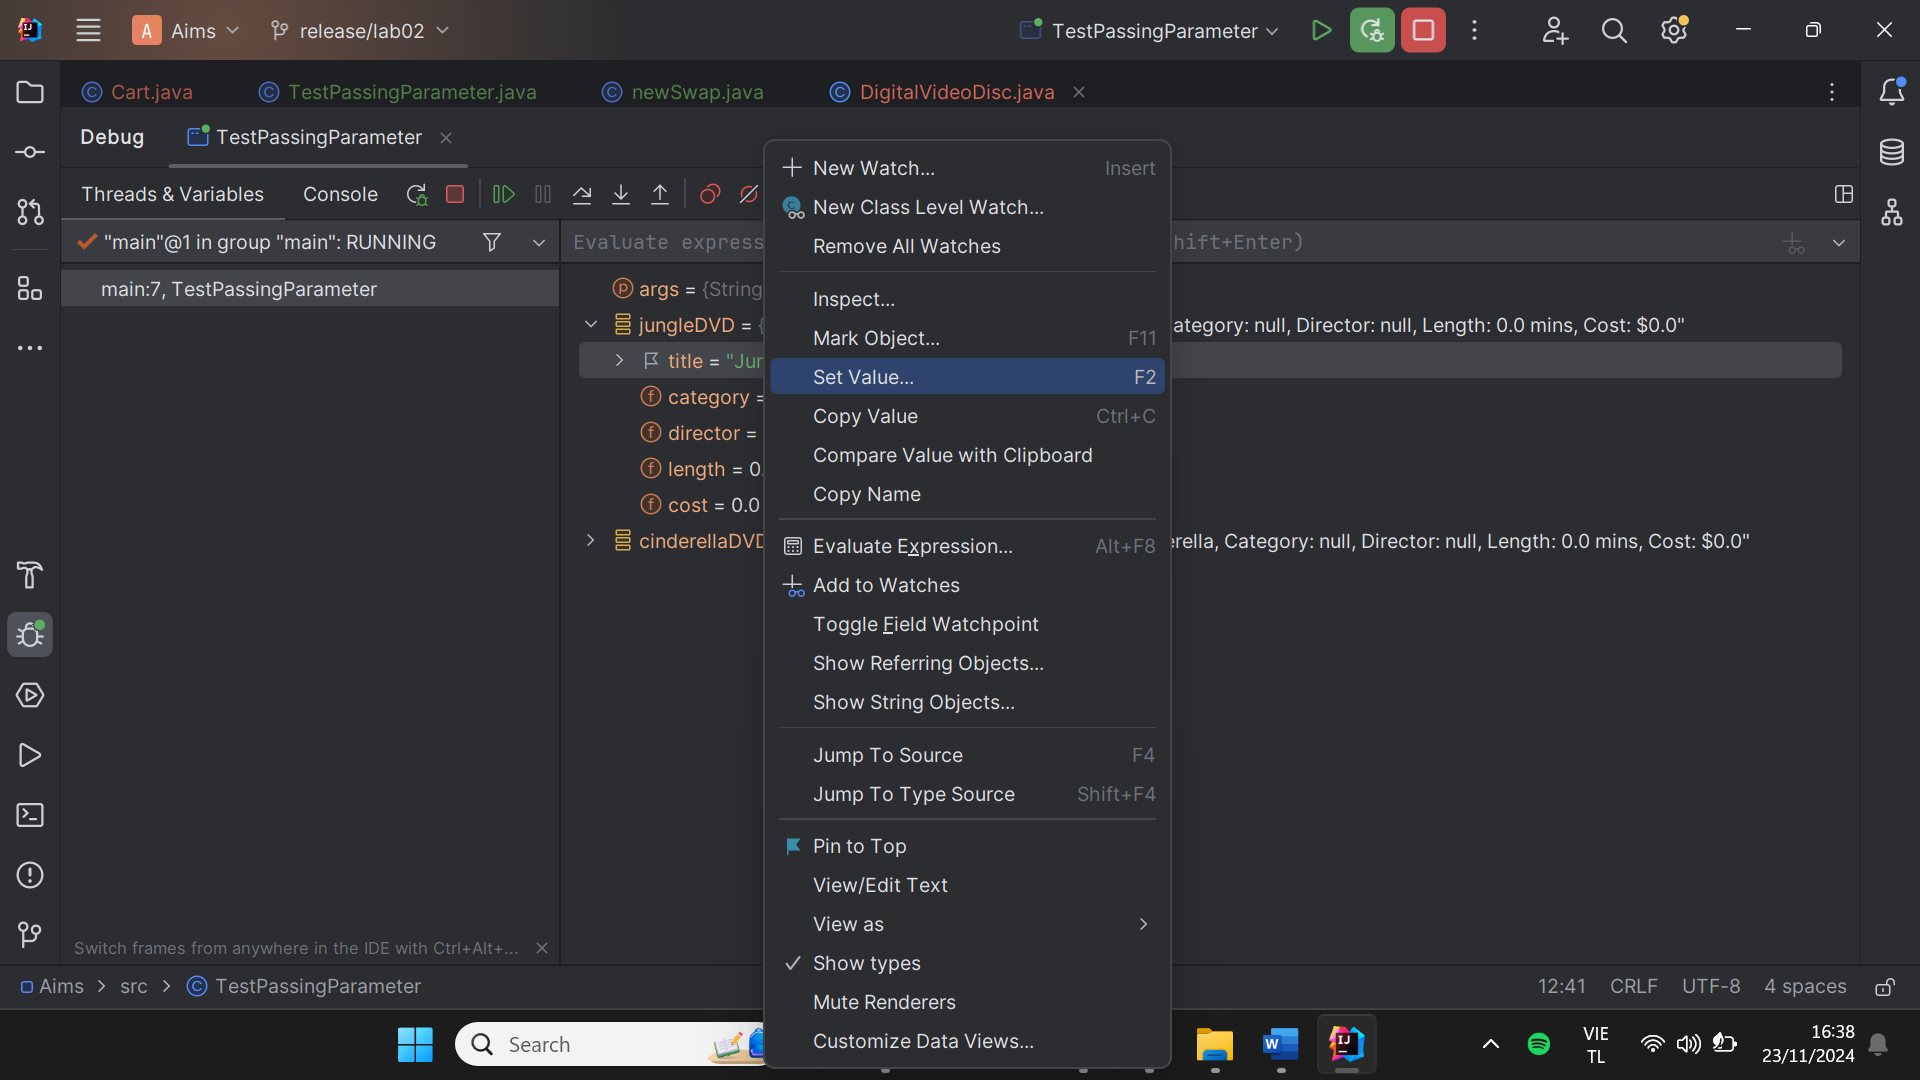 A Aims release/lab02 TestPassingParameter
Cart.java TestPassingParameter.java newSwap.java DigitalVideoDisc.java
Debug TestPassingParameter
Threads & Variables Console
"main"@1 in group "main": RUNNING
main:7, TestPassingParameter
Switch frames from anywhere in the IDE with Ctrl+Alt+...
Evaluate express hift+Enter)
args = {String
jungleDVD = { ategory: null, Director: null, Length: 0.0 mins, Cost: $0.0"
title = "Jun
category =
director =
length = 0.
cost = 0.0
cinderellaDVD erella, Category: null, Director: null, Length: 0.0 mins, Cost: $0.0"
New Watch... Insert
New Class Level Watch...
Remove All Watches
Inspect...
Mark Object... F11
Set Value... F2
Copy Value Ctrl+C
Compare Value with Clipboard
Copy Name
Evaluate Expression... Alt+F8
Add to Watches
Toggle Field Watchpoint
Show Referring Objects...
Show String Objects...
Jump To Source F4
Jump To Type Source Shift+F4
Pin to Top
View/Edit Text
View as
Show types
Mute Renderers
Customize Data Views...
Aims src TestPassingParameter 12:41 CRLF UTF-8 4 spaces
Search
VIE
TL
16:38
23/11/2024